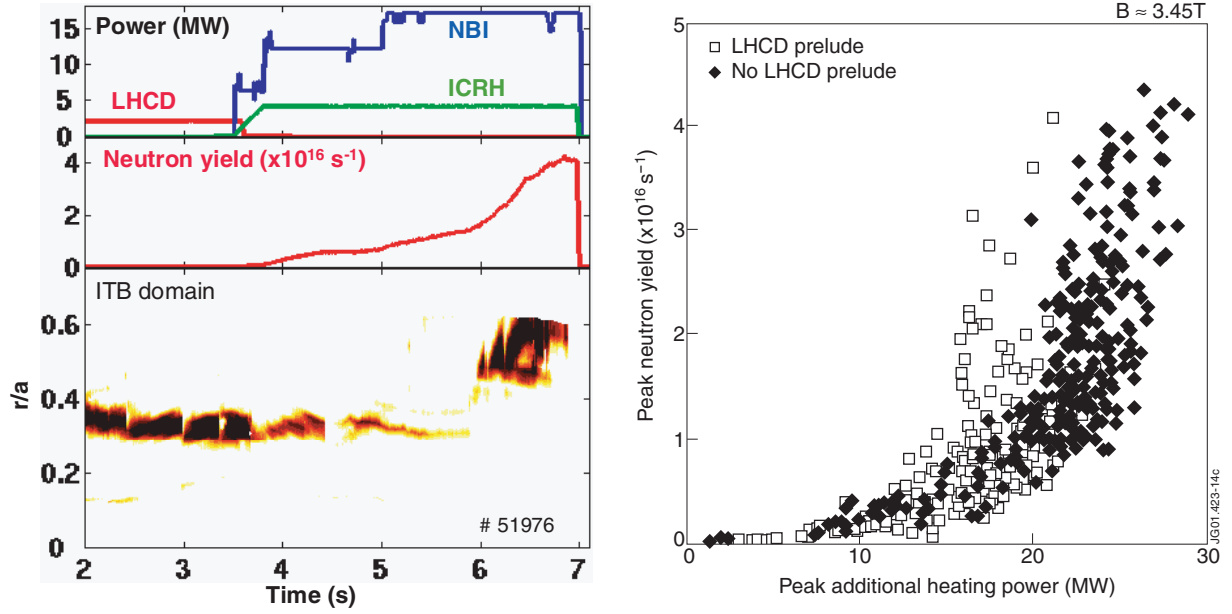 Power (MW)
NBI
ICRH
LHCD
15
10
5
0
Neutron yield (x10¹⁶ s⁻¹)
4
2
0
ITB domain
0.6
0.4
0.2
0
r/a
# 51976
2 3 4 5 6 7
Time (s)
B ≈ 3.45T
LHCD prelude
No LHCD prelude
5
4
3
2
1
0
Peak neutron yield (x10¹⁶ s⁻¹)
0 10 20 30
Peak additional heating power (MW)
JG01.423-14c